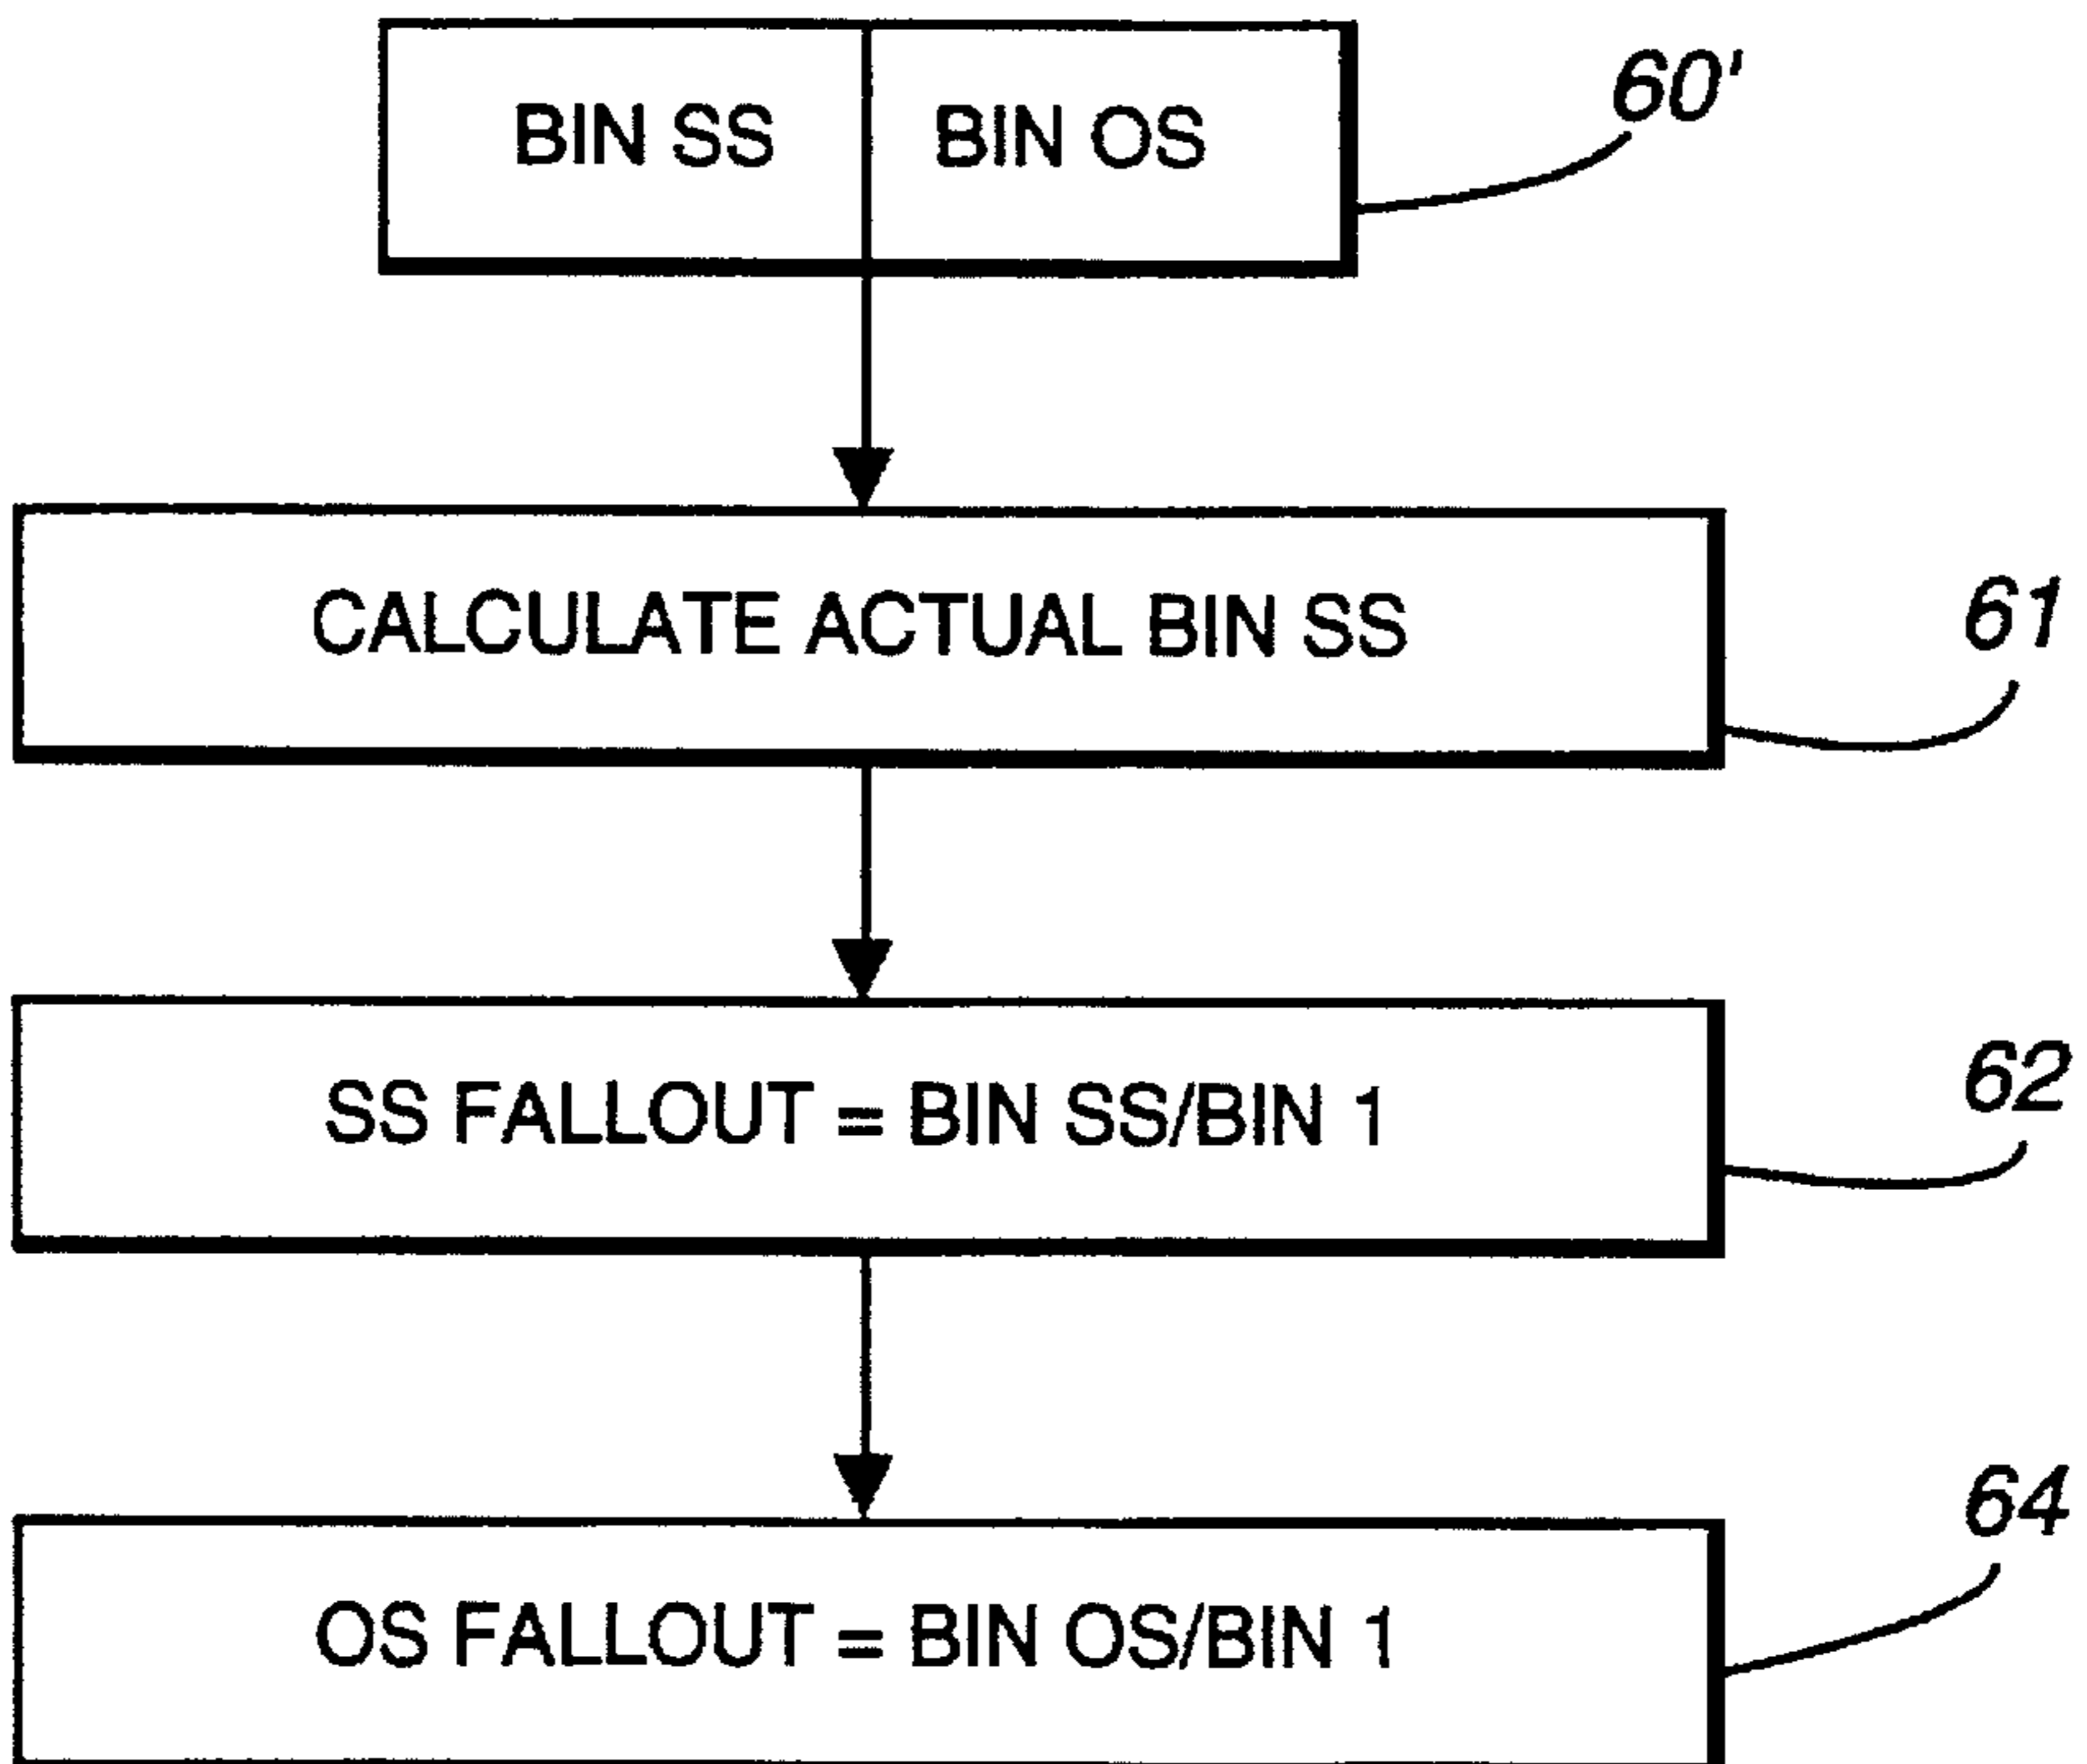 BIN SS BIN OS
60'
CALCULATE ACTUAL BIN SS
61
SS FALLOUT = BIN SS/BIN 1
62
OS FALLOUT = BIN OS/BIN 1
64